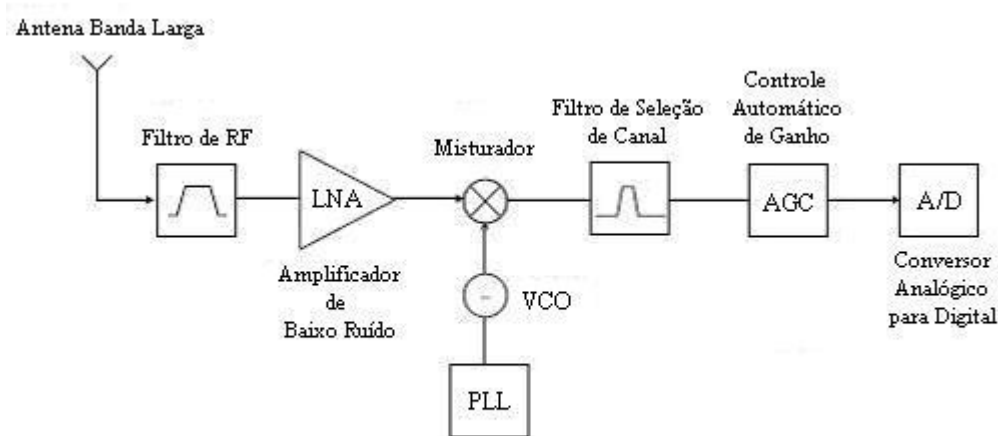 Antena Banda Larga
Filtro de RF
LNA
Amplificador
de
Baixo Ruído
Misturador
VCO
PLL
Filtro de Seleção
de Canal
Controle
Automático
de Ganho
AGC
A/D
Conversor
Analógico
para Digital